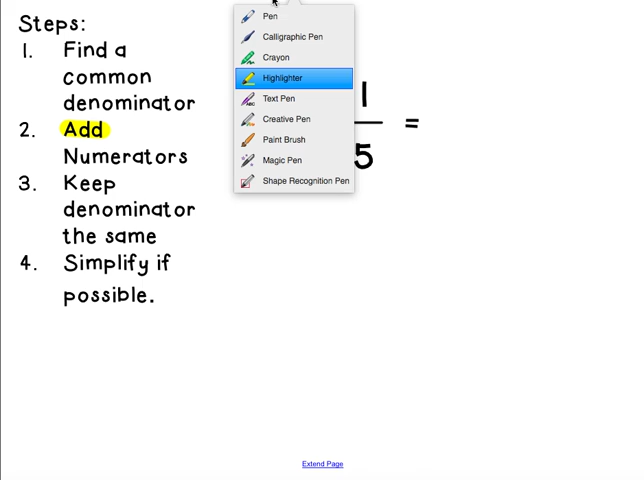 Steps:
1. Find a
common
denominator
2. Add
Numerators
3. Keep
denominator
the same
4. Simplify if
possible.
Pen
Calligraphic Pen
Crayon
Highlighter
Text Pen
Creative Pen
Paint Brush
Magic Pen
Shape Recognition Pen
1
=
5
Extend Page